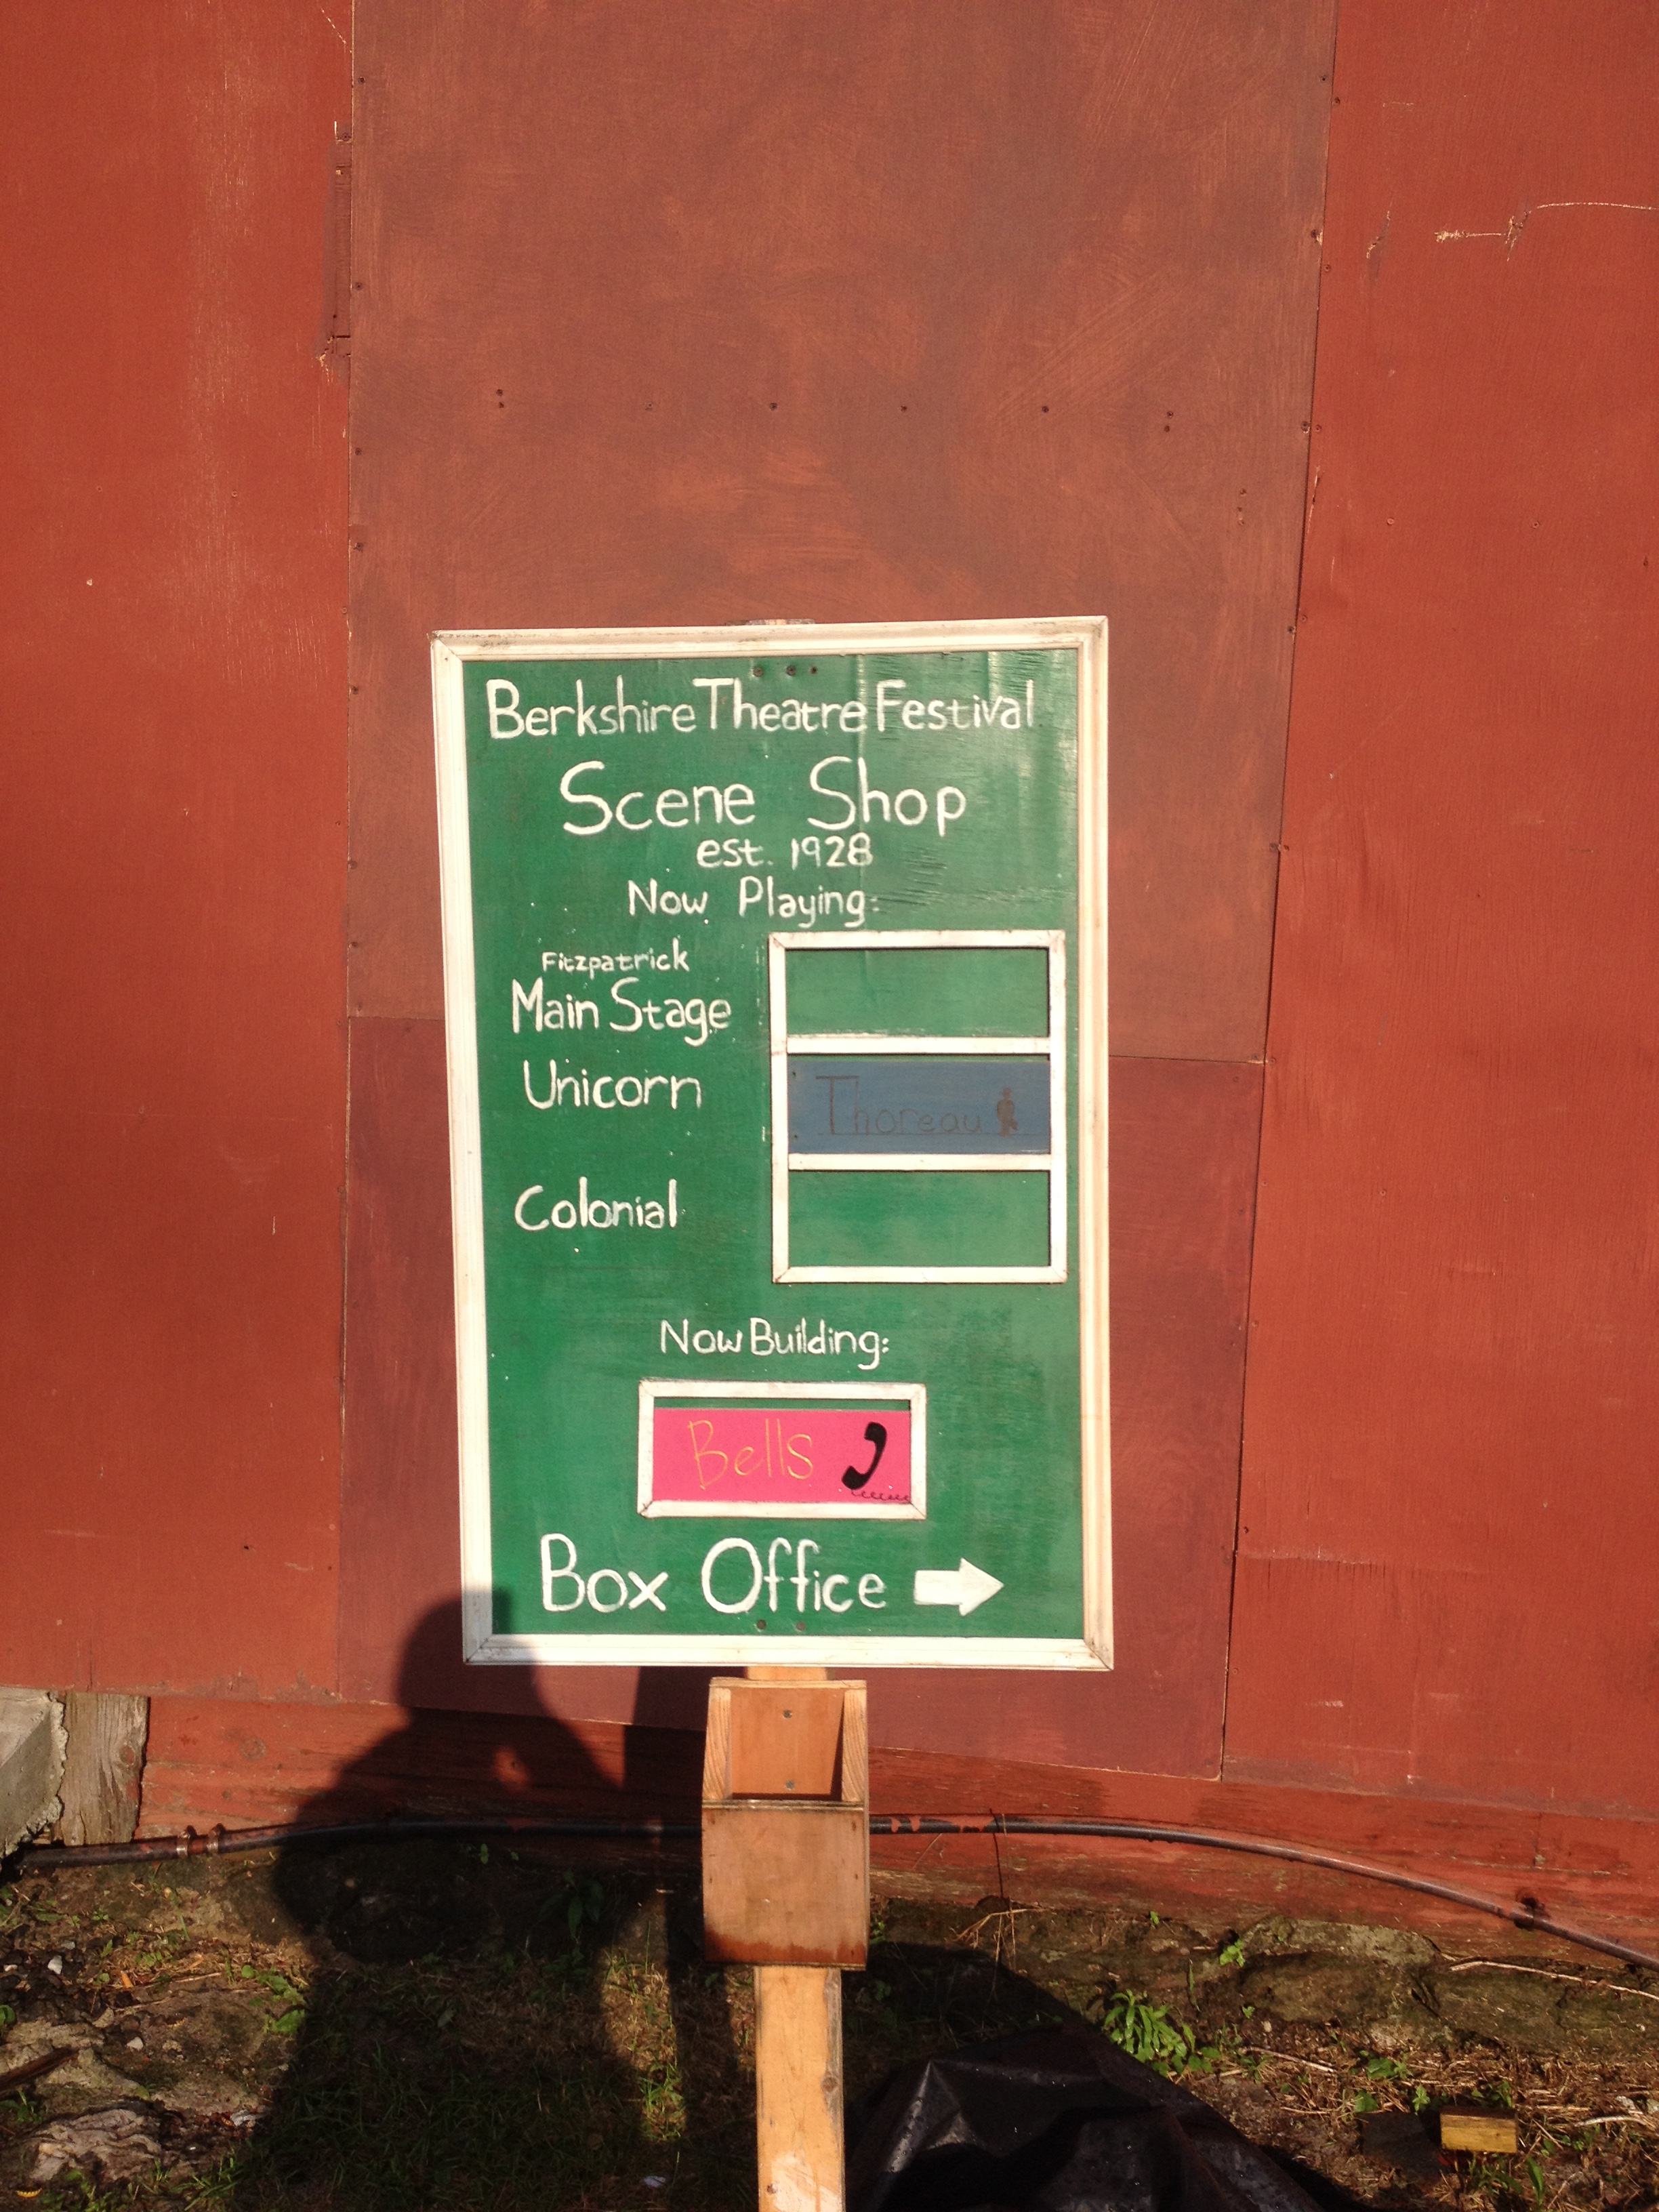 Berkshire Theatre Festival
Scene Shop
est. 1928
Now Playing:
Fitzpatrick
Main Stage
Unicorn
Thoreau
Colonial
Now Building:
Bells
Box Office